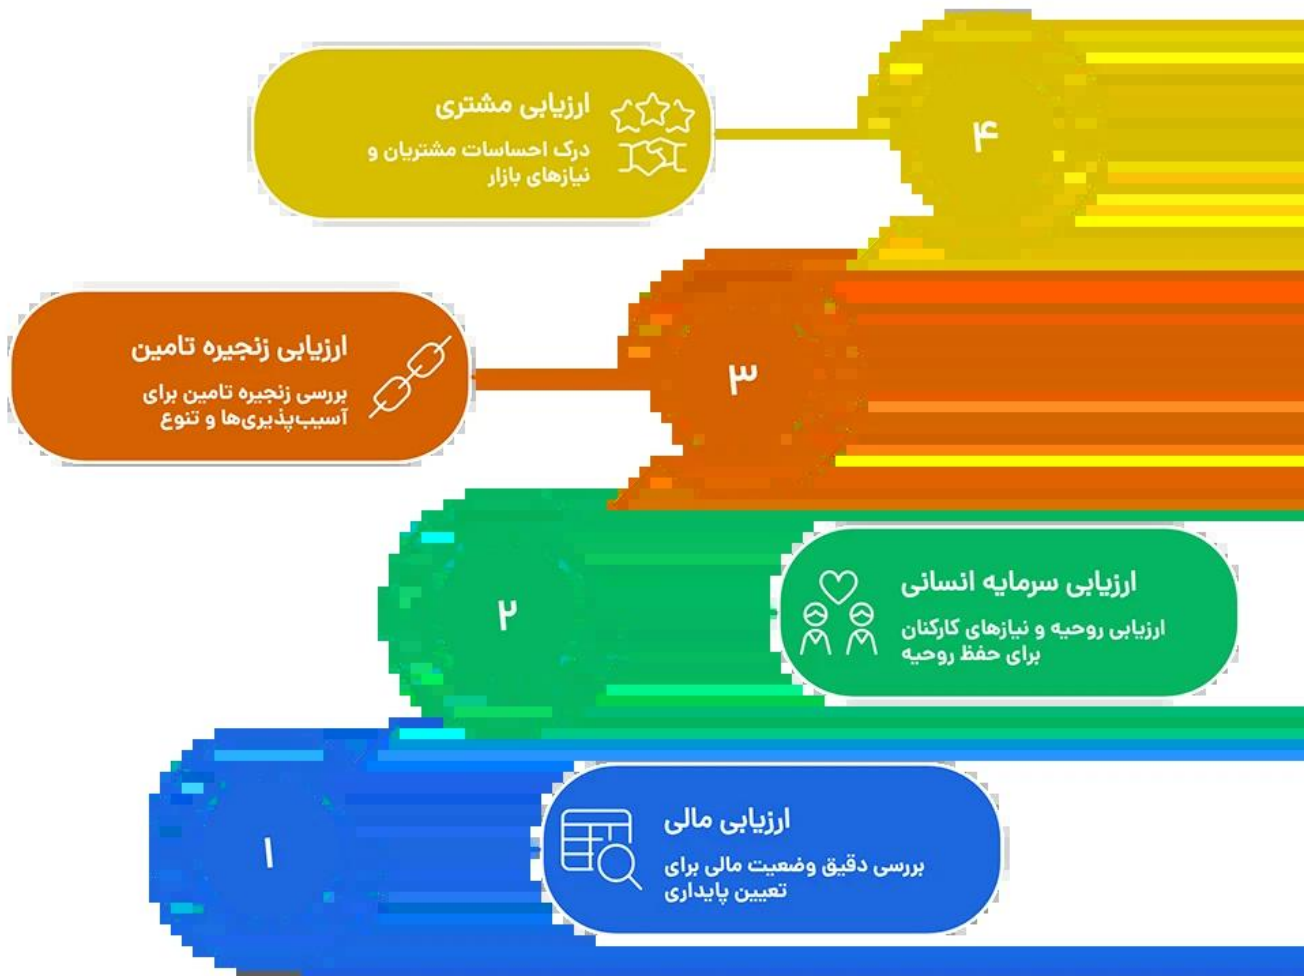 ۴
ارزیابی مشتری
درک احساسات مشتریان و
نیازهای بازار
۳
ارزیابی زنجیره تامین
بررسی زنجیره تامین برای
آسیب‌پذیری‌ها و تنوع
۲
ارزیابی سرمایه انسانی
ارزیابی روحیه و نیازهای کارکنان
برای حفظ روحیه
۱
ارزیابی مالی
بررسی دقیق وضعیت مالی برای
تعیین پایداری